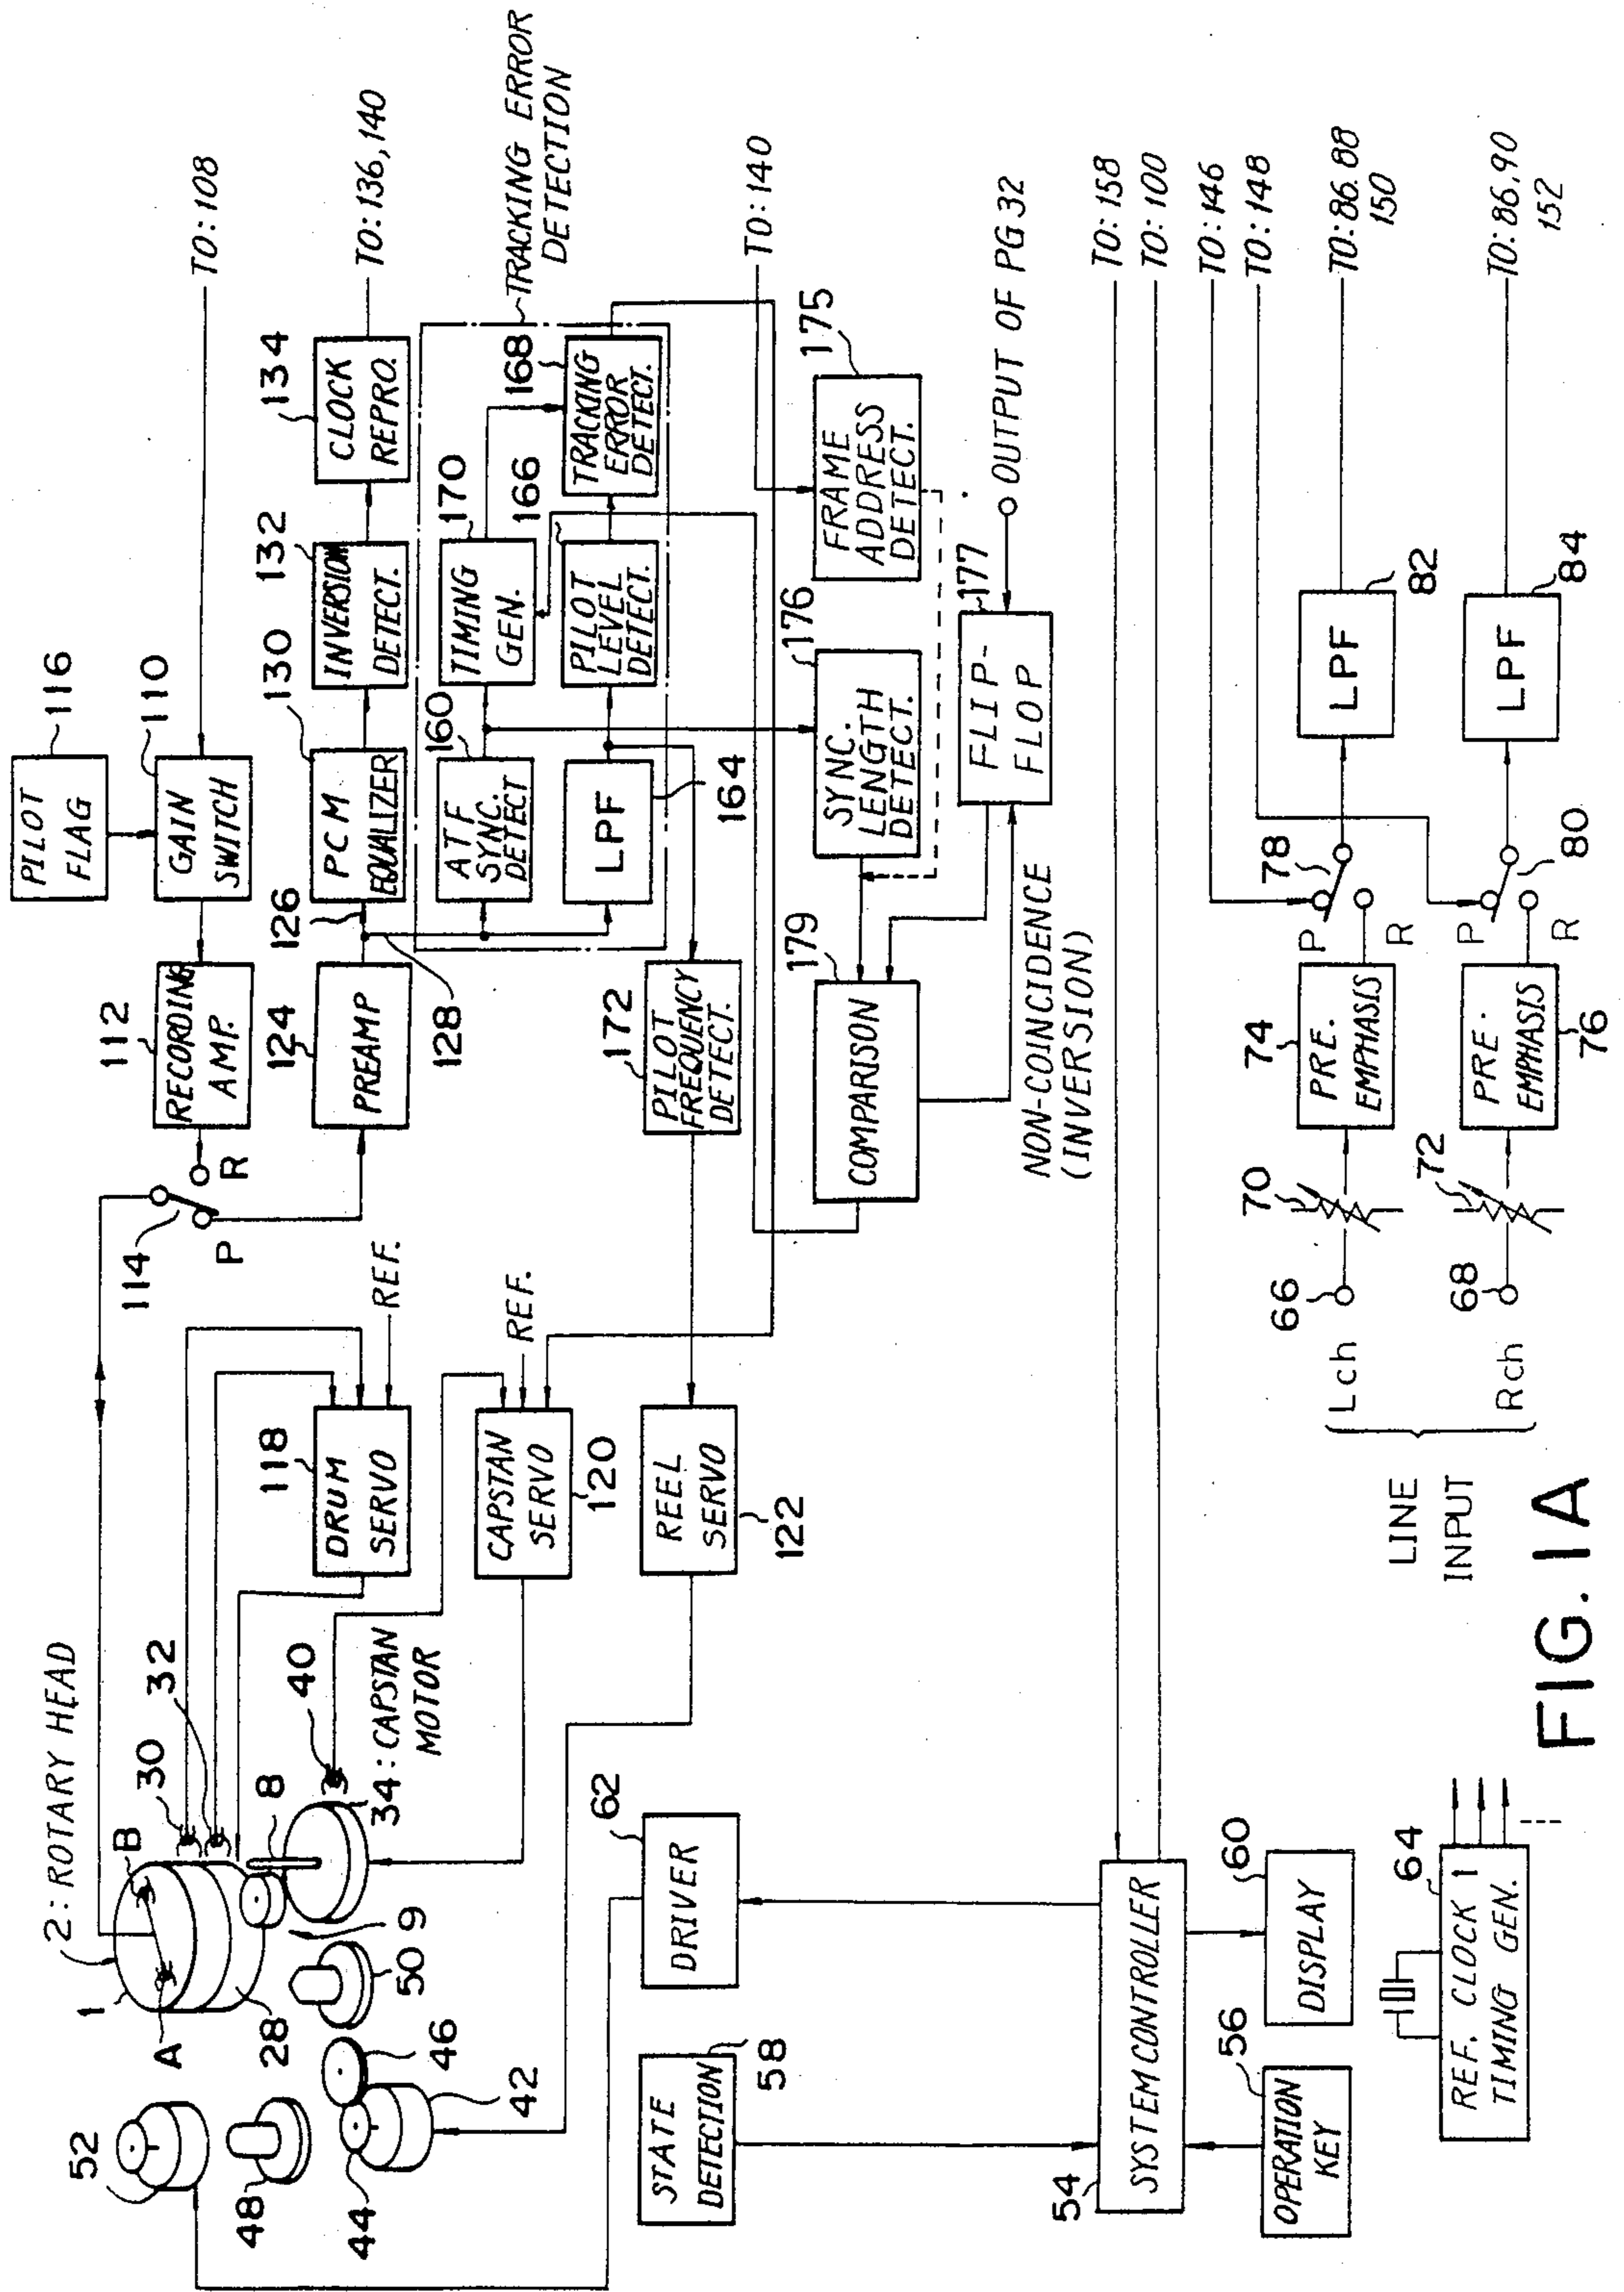 2: ROTARY HEAD
1
A
B
30
32
28
8
9
40
34: CAPSTAN
MOTOR
52
48
44
46
42
50
114
P
R
112
RECORDING
AMP.
110
GAIN
SWITCH
116
PILOT
FLAG
TO: 108
118
DRUM
SERVO
REF.
124
PREAMP
126
128
130
PCM
EQUALIZER
132
INVERSION
DETECT.
134
CLOCK
REPRO.
TO: 136, 140
TRACKING ERROR
DETECTION
120
CAPSTAN
SERVO
REF.
160
ATF
SYNC.
DETECT
170
TIMING
GEN.
164
LPF
166
PILOT
LEVEL
DETECT.
168
TRACKING
ERROR
DETECT.
122
REEL
SERVO
172
PILOT
FREQUENCY
DETECT.
TO: 140
58
STATE
DETECTION
62
DRIVER
179
COMPARISON
176
SYNC.
LENGTH
DETECT.
175
FRAME
ADDRESS
DETECT.
177
FLIP-
FLOP
OUTPUT OF PG 32
NON-COINCIDENCE
(INVERSION)
54
SYSTEM CONTROLLER
TO: 158
TO: 100
TO: 146
TO: 148
56
OPERATION
KEY
60
DISPLAY
64
REF. CLOCK 1
TIMING GEN.
LINE
INPUT
Lch
66
70
74
PRE.
EMPHASIS
P
R
78
LPF
82
TO: 86. 88
150
Rch
68
72
PRE.
EMPHASIS
76
P
R
80
LPF
84
TO: 86, 90
152
FIG. 1A